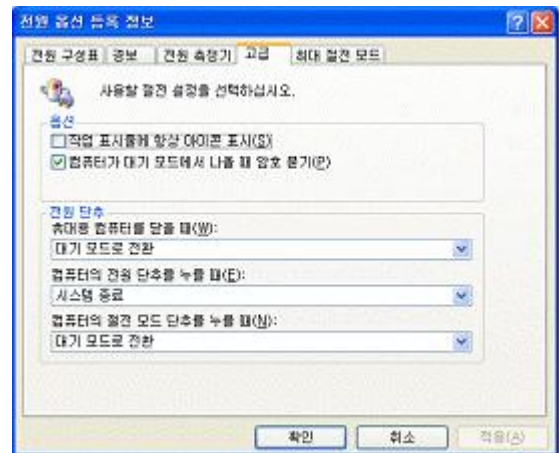 전원 옵션 등록 정보
전원 구성표 경보 전원 측정기 고급 최대 절전 모드
사용할 절전 설정을 선택하십시오.
옵션
작업 표시줄에 항상 아이콘 표시(S)
컴퓨터가 대기 모드에서 나올 때 암호 묻기(P)
전원 단추
휴대용 컴퓨터를 닫을 때(W):
대기 모드로 전환
컴퓨터의 전원 단추를 누를 때(E):
시스템 종료
컴퓨터의 절전 모드 단추를 누를 때(N):
대기 모드로 전환
확인 취소 적용(A)